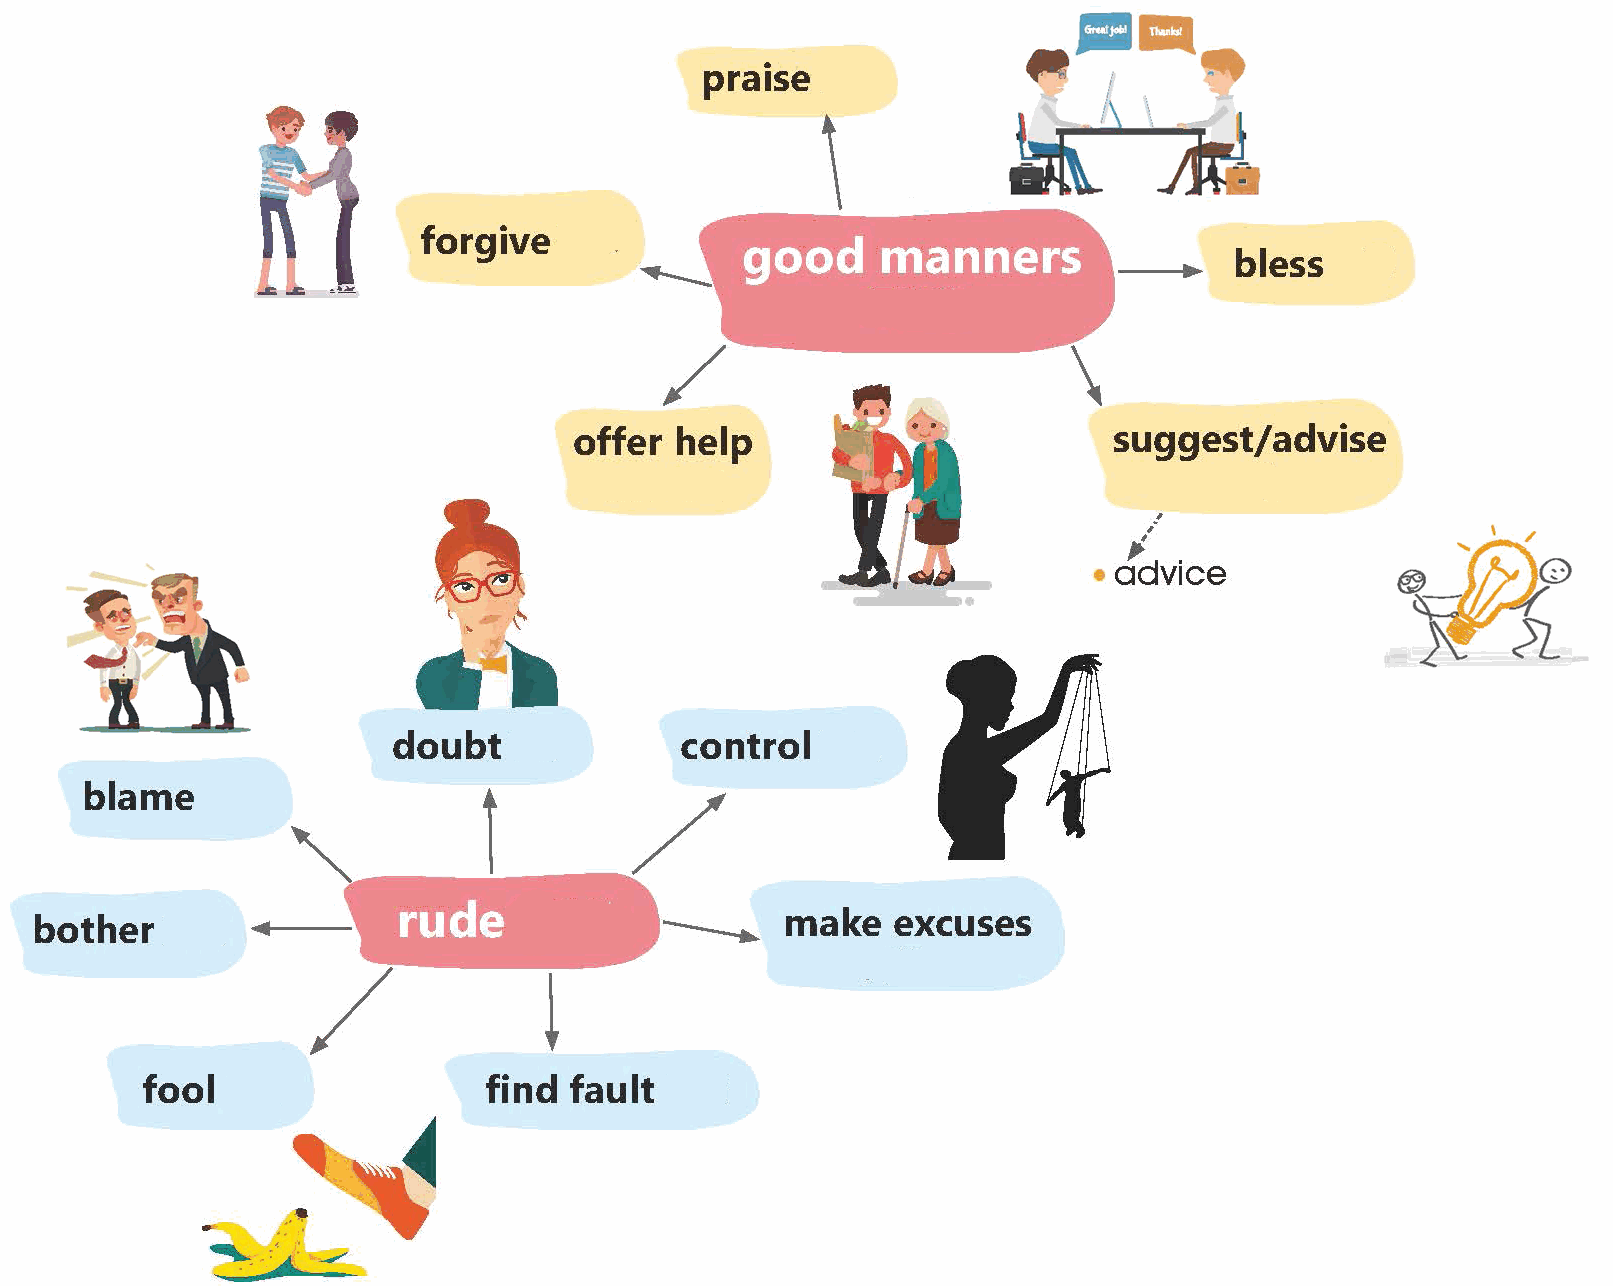 Great job!
Thanks!
praise
forgive
good manners
bless
offer help
suggest/advise
advice
doubt
control
blame
bother
rude
make excuses
fool
find fault